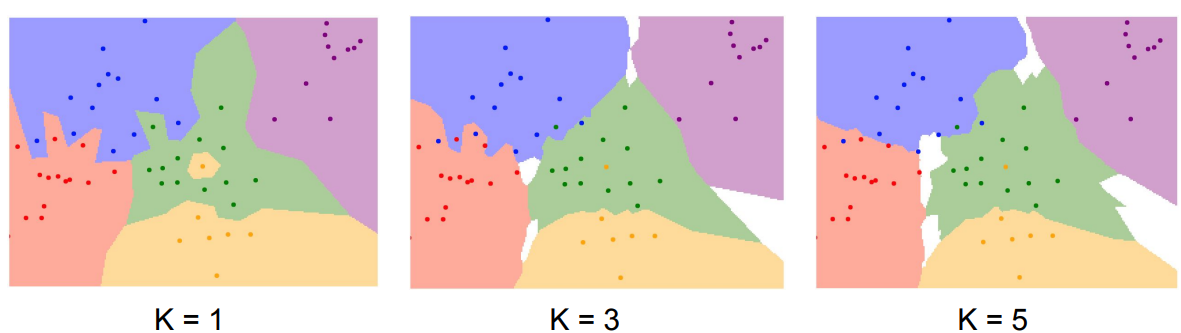 K = 1
K = 3
K = 5